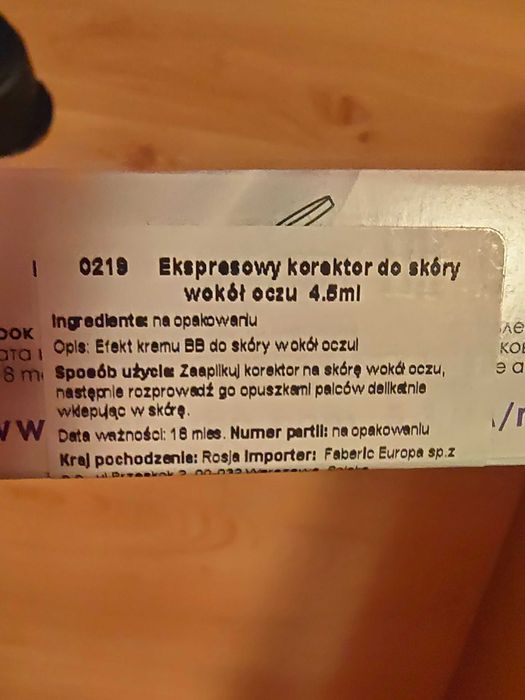 0219 Ekspresowy korektor do skóry
wokół oczu 4.5ml
Ingredients: na opakowaniu
Opis: Efekt kremu BB do skóry wokół oczu!
Sposób użycia: Zaaplikuj korektor na skórę wokół oczu,
następnie rozprowadź go opuszkami palców delikatnie
wklepując w skórę.
Data ważności: 18 mies. Numer partii: na opakowaniu
Kraj pochodzenia: Rosja Importer: Faberlic Europa sp.z